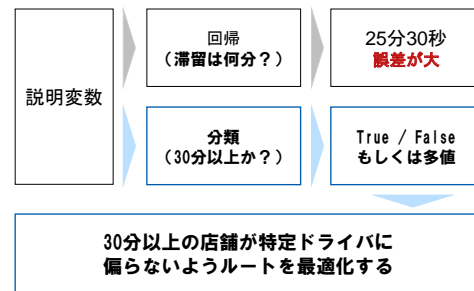 説明変数
回帰
(滞留は何分？)
25分30秒
誤差が大
分類
(30分以上か？)
True / False
もしくは多値
30分以上の店舗が特定ドライバに
偏らないようルートを最適化する